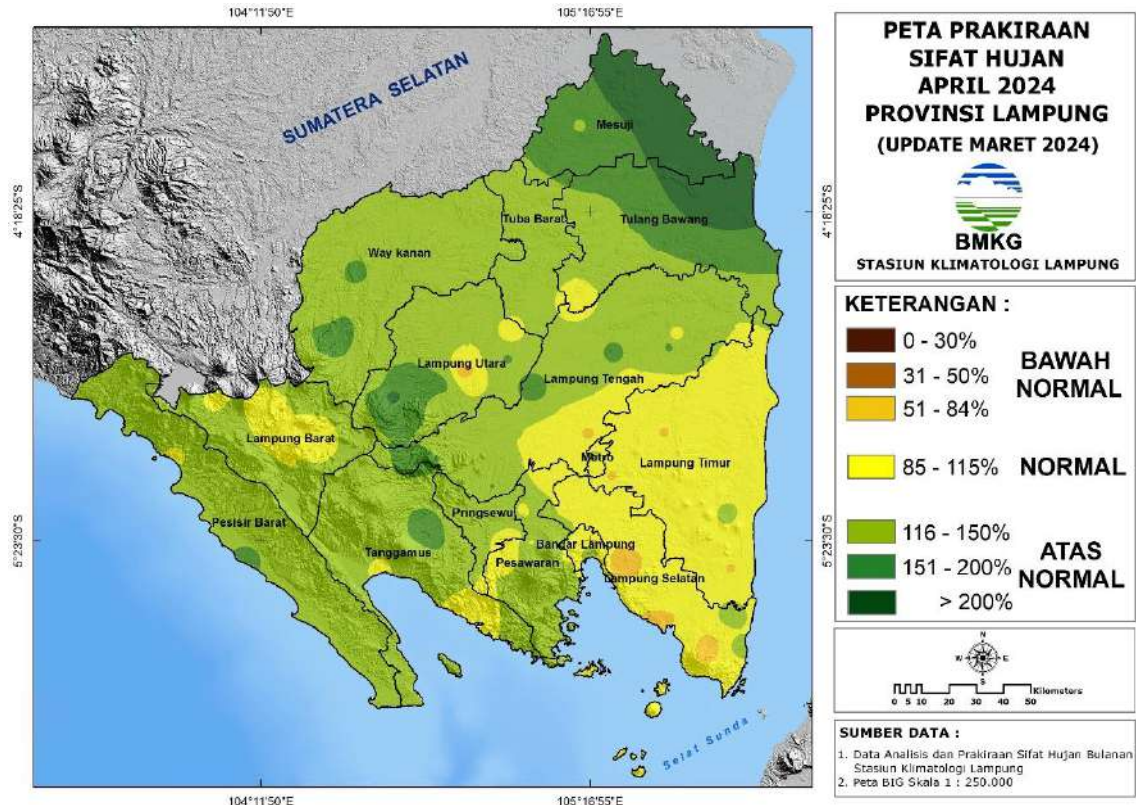 104°11'50"E
105°16'55"E
4°18'25"S
4°18'25"S
5°23'30"S
5°23'30"S
104°11'50"E
105°16'55"E
SUMATERA SELATAN
Mesuji
Tuba Barat
Tulang Bawang
Way kanan
Lampung Utara
Lampung Tengah
Lampung Barat
Metro
Lampung Timur
Pesisir Barat
Pringsewu
Tanggamus
Bandar Lampung
Pesawaran
Lampung Selatan
Selat Sunda
PETA PRAKIRAAN
SIFAT HUJAN
APRIL 2024
PROVINSI LAMPUNG
(UPDATE MARET 2024)
BMKG
STASIUN KLIMATOLOGI LAMPUNG
KETERANGAN :
0 - 30%
31 - 50%
51 - 84%
BAWAH
NORMAL
85 - 115%
NORMAL
116 - 150%
151 - 200%
> 200%
ATAS
NORMAL
N
W
E
S
0 5 10 20 30 40 50
Kilometers
SUMBER DATA :
1. Data Analisis dan Prakiraan Sifat Hujan Bulanan
Stasiun Klimatologi Lampung
2. Peta BIG Skala 1 : 250.000